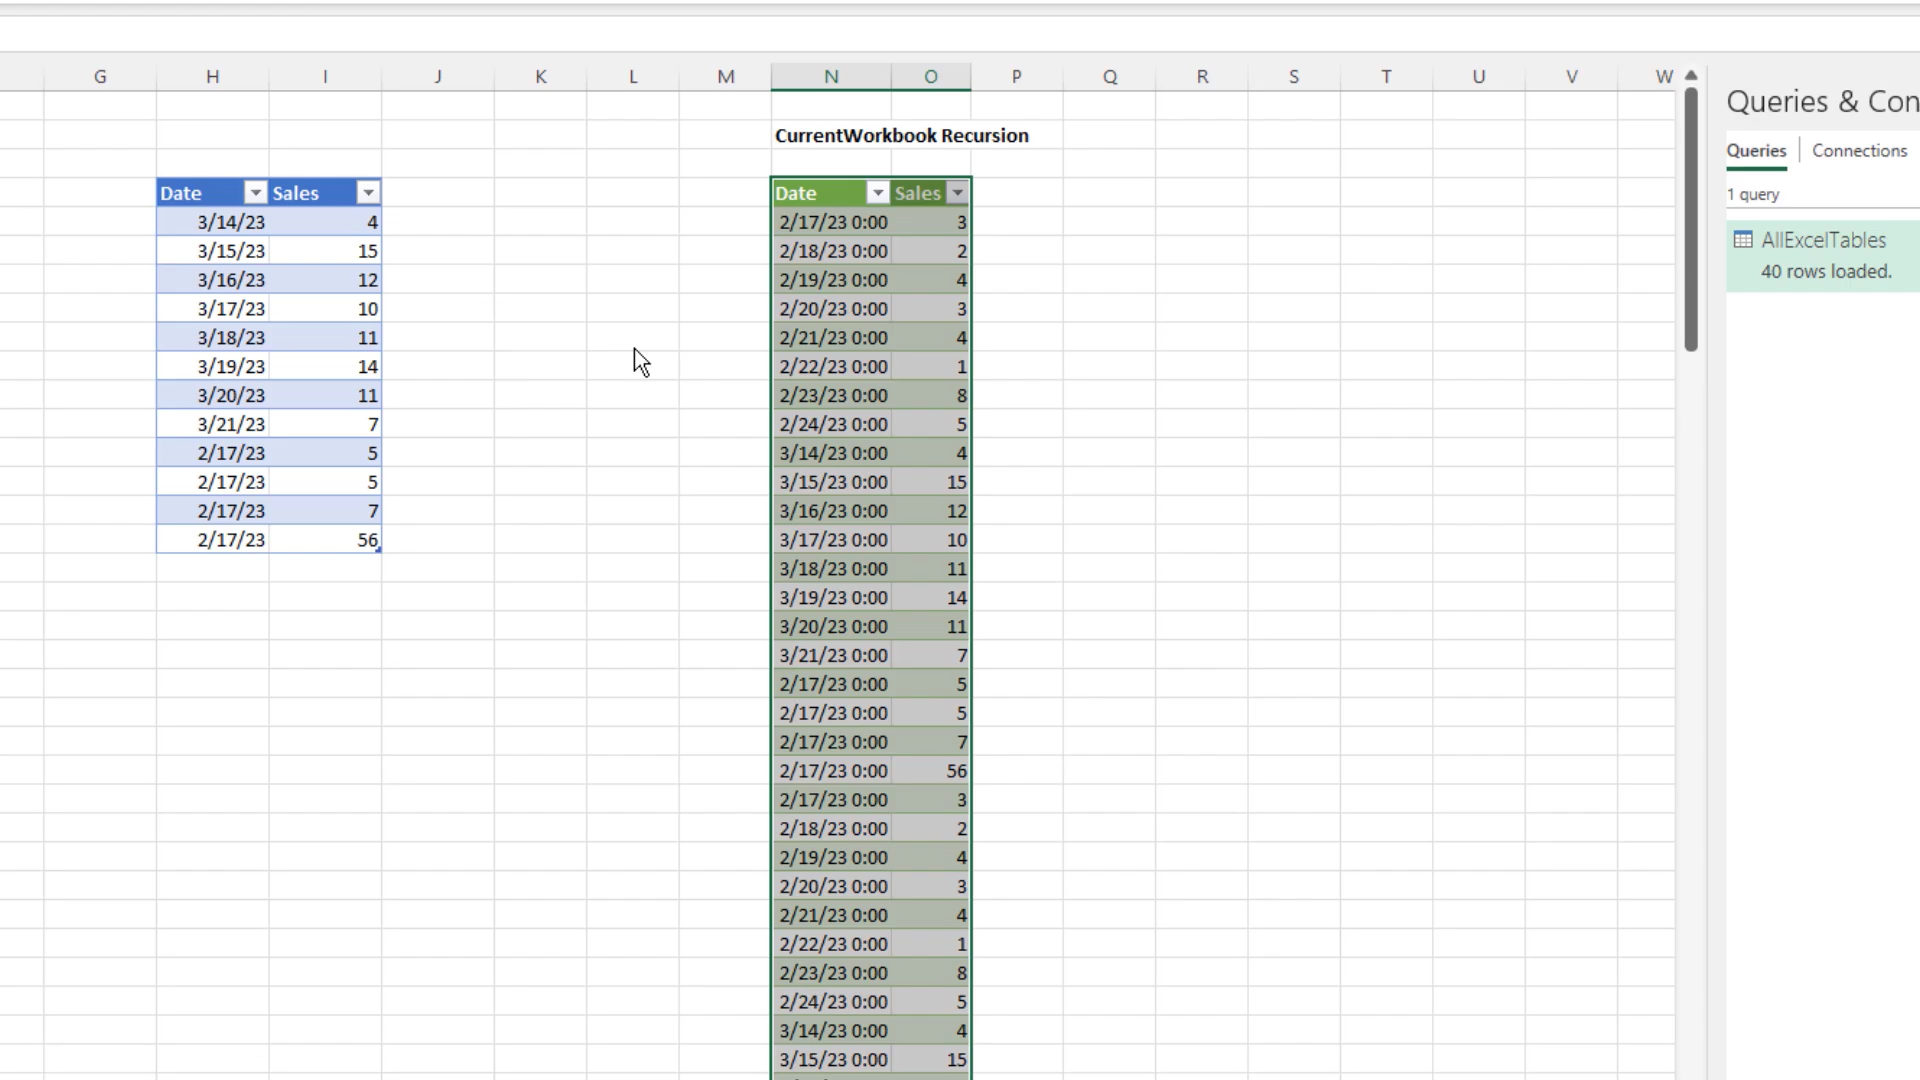 G H I J K L M N O P Q R S T U V W
Queries & Con
CurrentWorkbook Recursion
Queries Connections
Date Sales Date Sales
1 query
3/14/23 4 2/17/23 0:00 3
AllExcelTables
3/15/23 15 2/18/23 0:00 2
40 rows loaded.
3/16/23 12 2/19/23 0:00 4
3/17/23 10 2/20/23 0:00 3
3/18/23 11 2/21/23 0:00 4
3/19/23 14 2/22/23 0:00 1
3/20/23 11 2/23/23 0:00 8
3/21/23 7 2/24/23 0:00 5
2/17/23 5 3/14/23 0:00 4
2/17/23 5 3/15/23 0:00 15
2/17/23 7 3/16/23 0:00 12
2/17/23 56 3/17/23 0:00 10
3/18/23 0:00 11
3/19/23 0:00 14
3/20/23 0:00 11
3/21/23 0:00 7
2/17/23 0:00 5
2/17/23 0:00 5
2/17/23 0:00 7
2/17/23 0:00 56
2/17/23 0:00 3
2/18/23 0:00 2
2/19/23 0:00 4
2/20/23 0:00 3
2/21/23 0:00 4
2/22/23 0:00 1
2/23/23 0:00 8
2/24/23 0:00 5
3/14/23 0:00 4
3/15/23 0:00 15